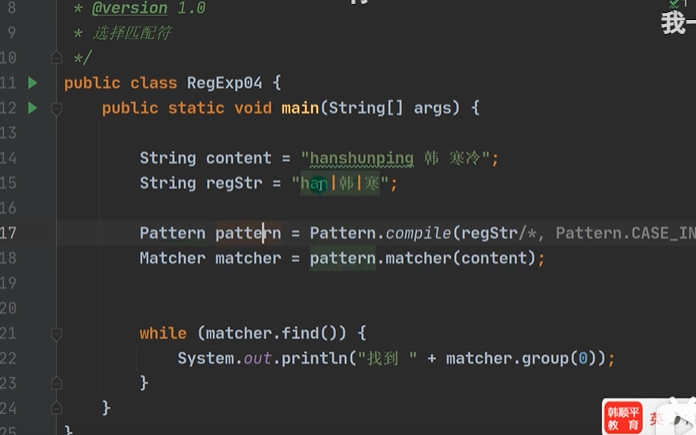 8 * @version 1.0
9 * 选择匹配符
10 */
11 public class RegExp04 {
12 public static void main(String[] args) {
13
14 String content = "hanshunping 韩 寒冷";
15 String regStr = "han|韩|寒";
16
17 Pattern pattern = Pattern.compile(regStr/*, Pattern.CASE_IN
18 Matcher matcher = pattern.matcher(content);
19
20
21 while (matcher.find()) {
22 System.out.println("找到 " + matcher.group(0));
23 }
24 }
25 }
我
韩顺平
教育
英